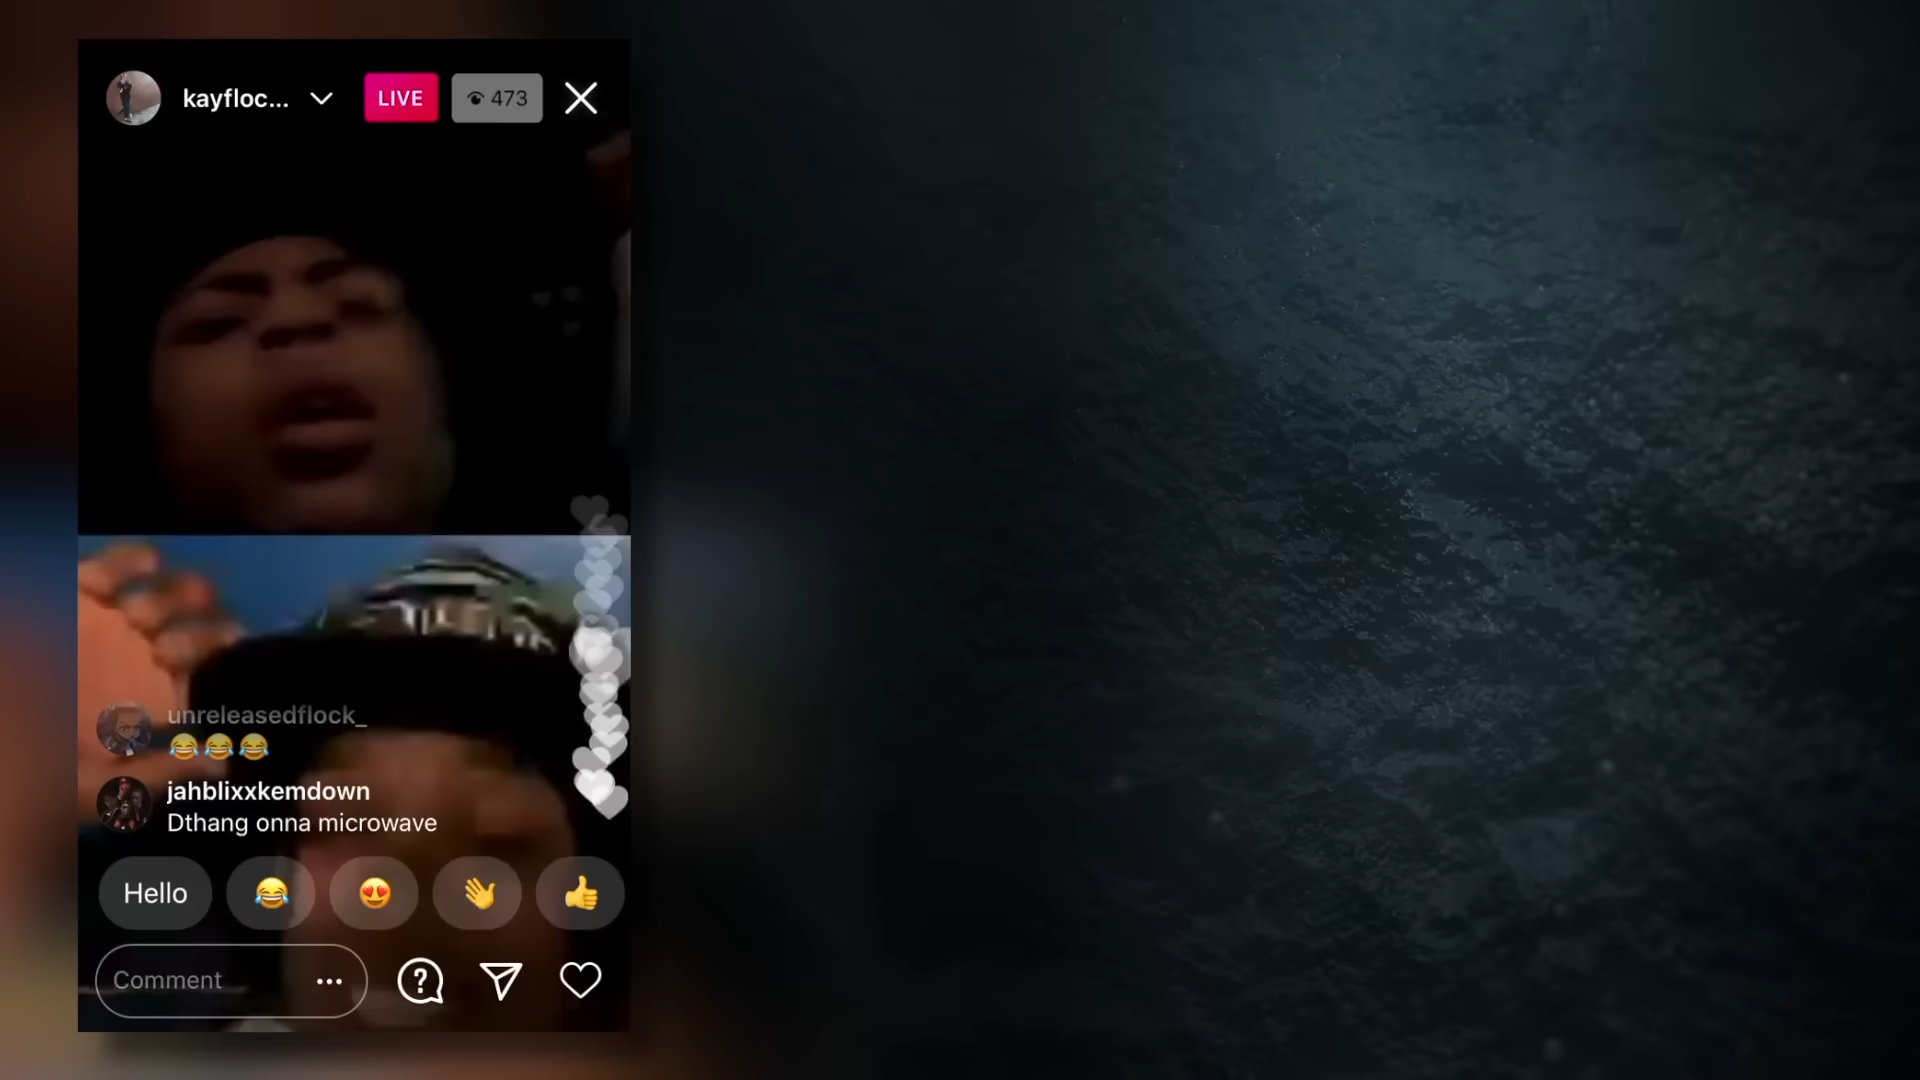 kayfloc...
LIVE
473
unreleasedflock_
😂😂😂
jahblixxkemdown
Dthang onna microwave
Hello
Comment